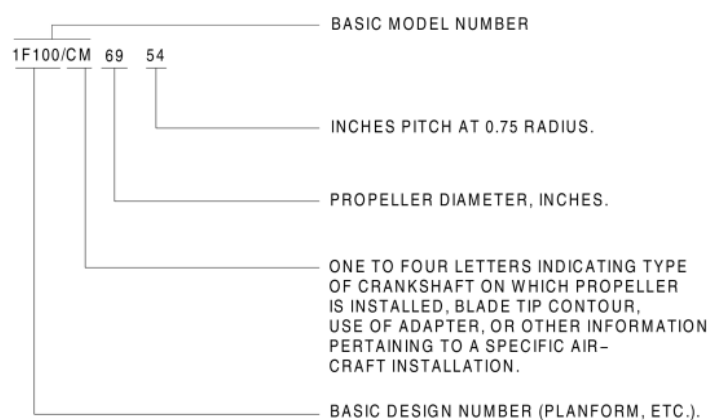 BASIC MODEL NUMBER
1F100/CM 69 54
INCHES PITCH AT 0.75 RADIUS.
PROPELLER DIAMETER, INCHES.
ONE TO FOUR LETTERS INDICATING TYPE
OF CRANKSHAFT ON WHICH PROPELLER
IS INSTALLED, BLADE TIP CONTOUR,
USE OF ADAPTER, OR OTHER INFORMATION
PERTAINING TO A SPECIFIC AIR-
CRAFT INSTALLATION.
BASIC DESIGN NUMBER (PLANFORM, ETC.).